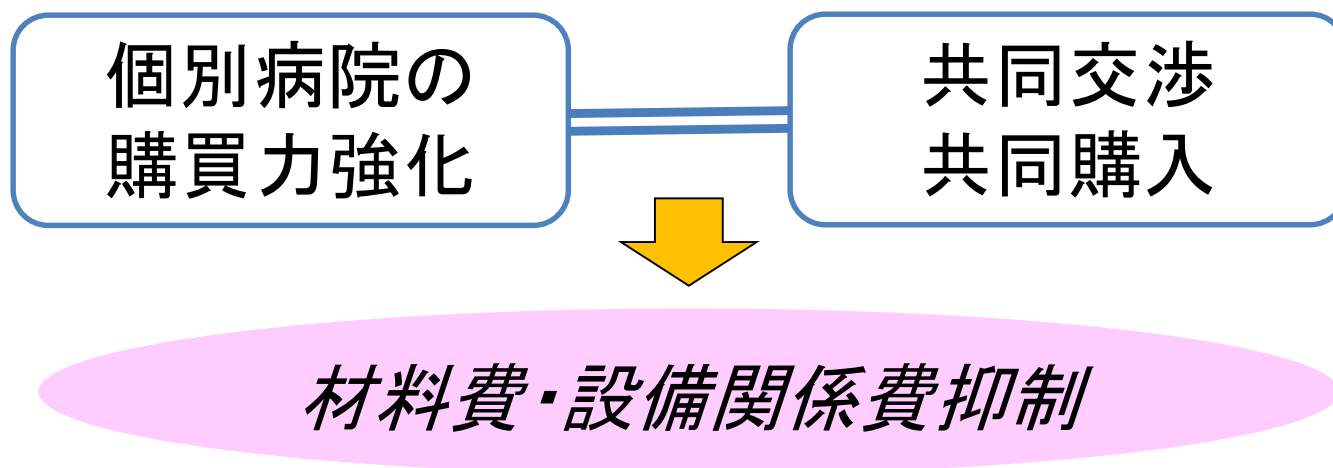 個別病院の
購買力強化
共同交渉
共同購入
材料費・設備関係費抑制